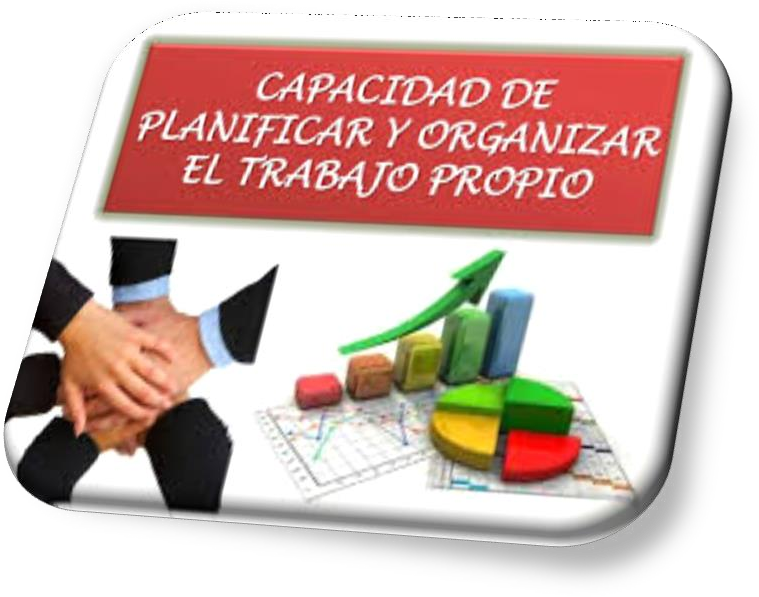 CAPACIDAD DE
PLANIFICAR Y ORGANIZAR
EL TRABAJO PROPIO